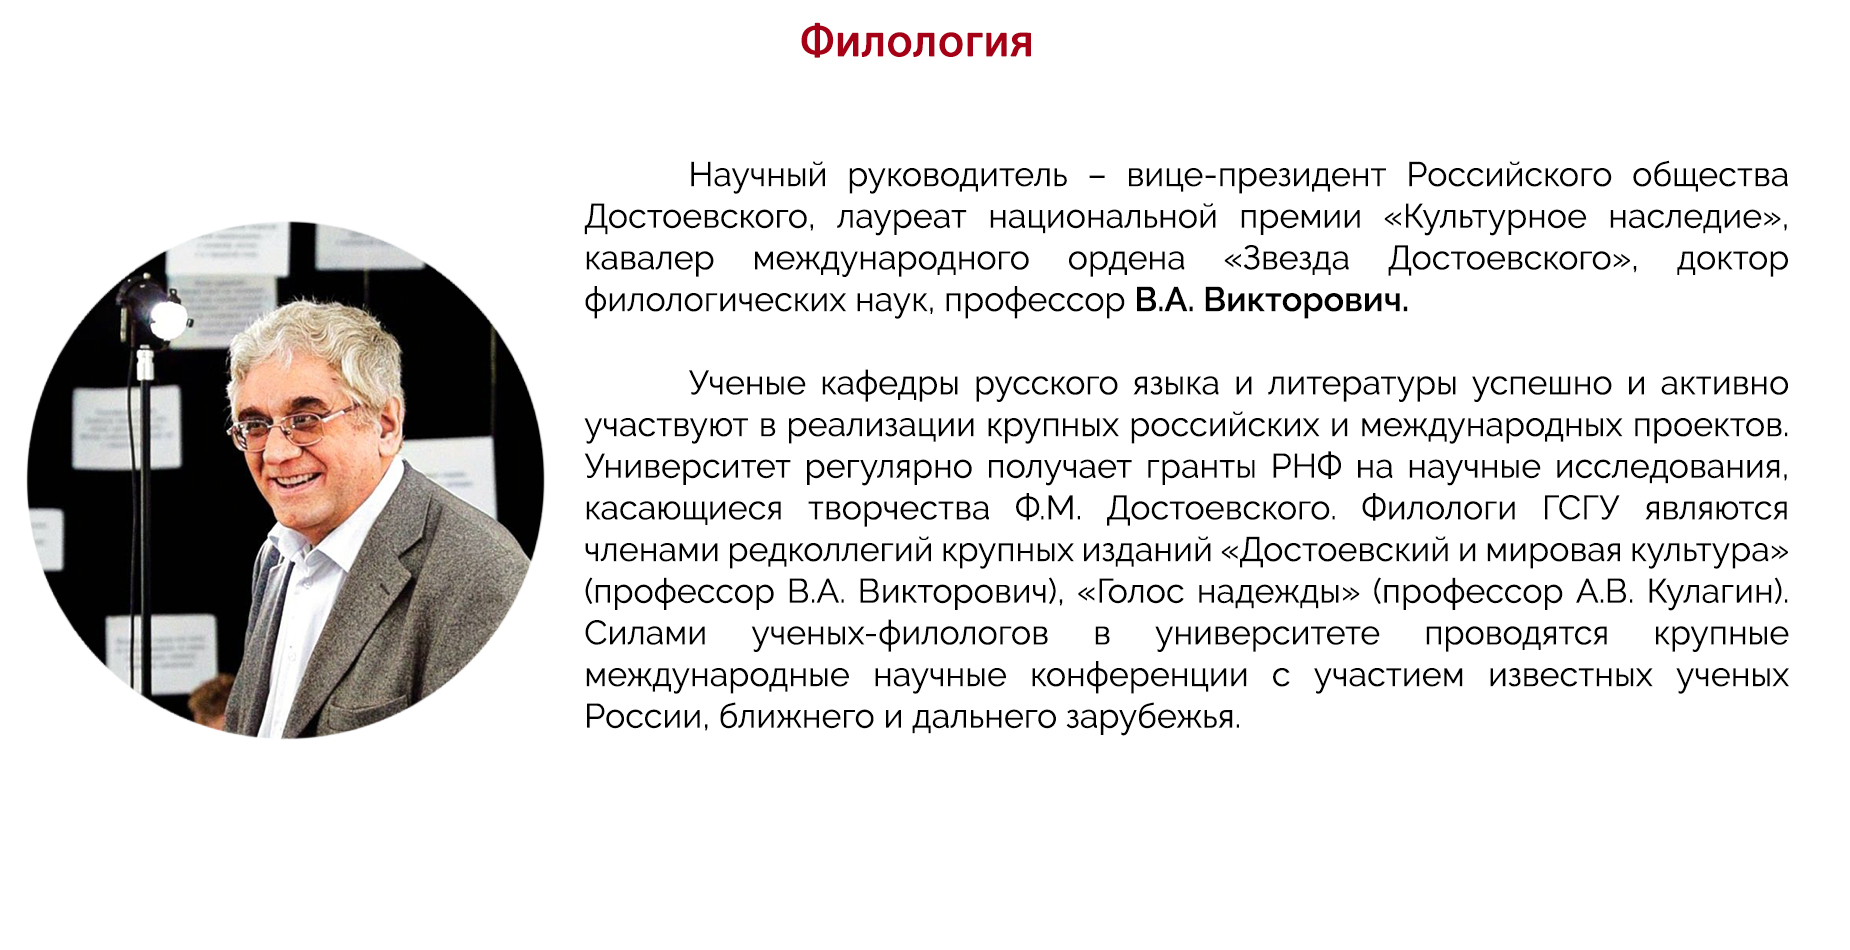 Филология
Научный руководитель – вице-президент Российского общества
Достоевского, лауреат национальной премии «Культурное наследие»,
кавалер международного ордена «Звезда Достоевского», доктор
филологических наук, профессор В.А. Викторович.
Ученые кафедры русского языка и литературы успешно и активно
участвуют в реализации крупных российских и международных проектов.
Университет регулярно получает гранты РНФ на научные исследования,
касающиеся творчества Ф.М. Достоевского. Филологи ГСГУ являются
членами редколлегий крупных изданий «Достоевский и мировая культура»
(профессор В.А. Викторович), «Голос надежды» (профессор А.В. Кулагин).
Силами ученых-филологов в университете проводятся крупные
международные научные конференции с участием известных ученых
России, ближнего и дальнего зарубежья.